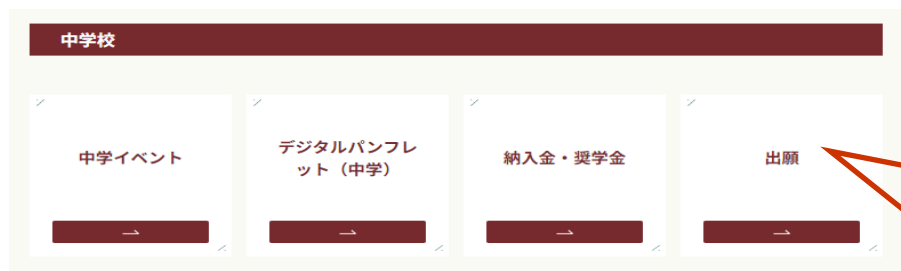 中学校
中学イベント
デジタルパンフレ
ット（中学）
納入金・奨学金
出願